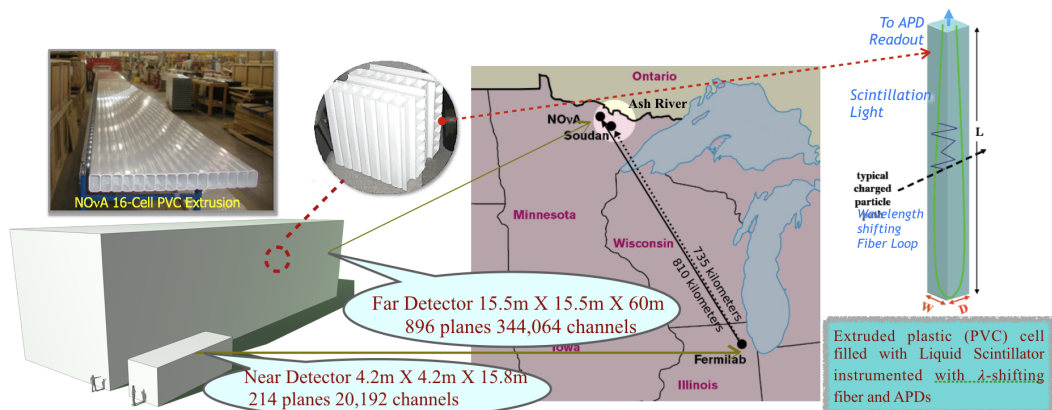 NOνA 16-Cell PVC Extrusion
Ontario
Ash River
NOνA
Soudan
Minnesota
Wisconsin
735 kilometers
810 kilometers
Iowa
Fermilab
Illinois
Far Detector 15.5m X 15.5m X 60m
896 planes 344,064 channels
Near Detector 4.2m X 4.2m X 15.8m
214 planes 20,192 channels
To APD
Readout
Scintillation
Light
L
typical
charged
particle
path
Wavelength
shifting
Fiber Loop
W
D
Extruded plastic (PVC) cell
filled with Liquid Scintillator
instrumented with λ-shifting
fiber and APDs